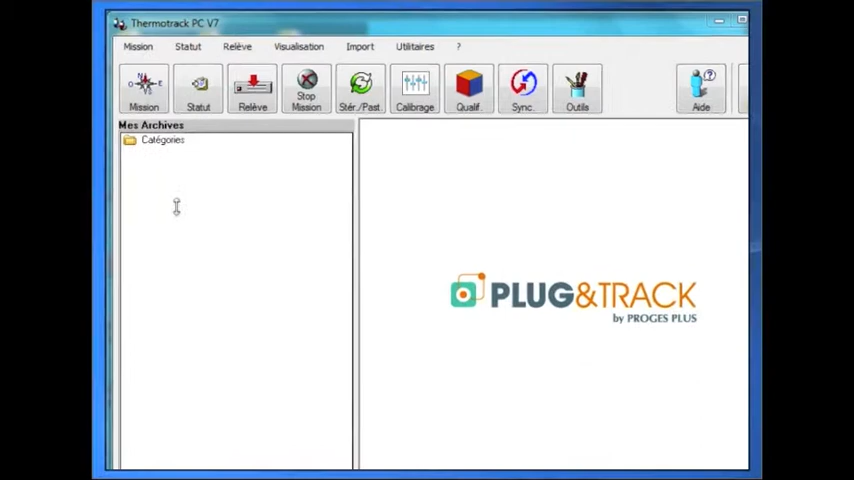 Thermotrack PC V7
Mission Statut Relève Visualisation Import Utilitaires ?
Mission Statut Relève Stop Mission Stér./Past. Calibrage Qualif. Sync. Outils Aide
Mes Archives
Catégories
PLUG&TRACK
by PROGES PLUS